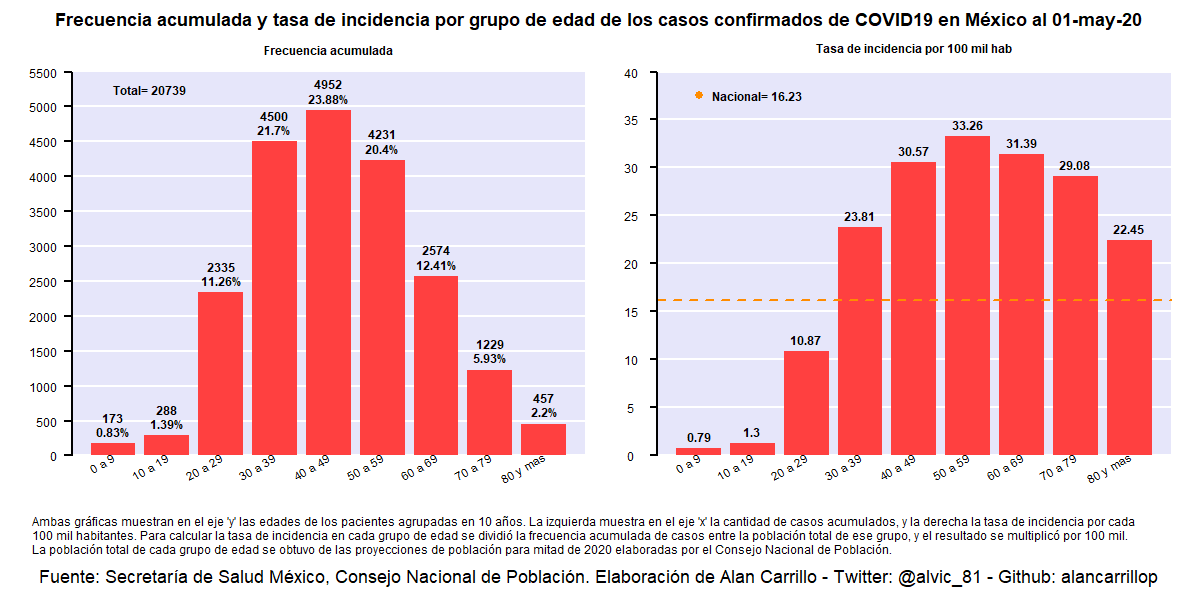 Frecuencia acumulada y tasa de incidencia por grupo de edad de los casos confirmados de COVID19 en México al 01-may-20
Frecuencia acumulada
5500
5000
4500
4000
3500
3000
2500
2000
1500
1000
500
0
Total= 20739
173
0.83%
288
1.39%
2335
11.26%
4500
21.7%
4952
23.88%
4231
20.4%
2574
12.41%
1229
5.93%
457
2.2%
0 a 9
10 a 19
20 a 29
30 a 39
40 a 49
50 a 59
60 a 69
70 a 79
80 y mas
Tasa de incidencia por 100 mil hab
40
35
30
25
20
15
10
5
0
Nacional= 16.23
0.79
1.3
10.87
23.81
30.57
33.26
31.39
29.08
22.45
0 a 9
10 a 19
20 a 29
30 a 39
40 a 49
50 a 59
60 a 69
70 a 79
80 y mas
Ambas gráficas muestran en el eje 'y' las edades de los pacientes agrupadas en 10 años. La izquierda muestra en el eje 'x' la cantidad de casos acumulados, y la derecha la tasa de incidencia por cada
100 mil habitantes. Para calcular la tasa de incidencia en cada grupo de edad se dividió la frecuencia acumulada de casos entre la población total de ese grupo, y el resultado se multiplicó por 100 mil.
La población total de cada grupo de edad se obtuvo de las proyecciones de población para mitad de 2020 elaboradas por el Consejo Nacional de Población.
Fuente: Secretaría de Salud México, Consejo Nacional de Población. Elaboración de Alan Carrillo - Twitter: @alvic_81 - Github: alancarrillop